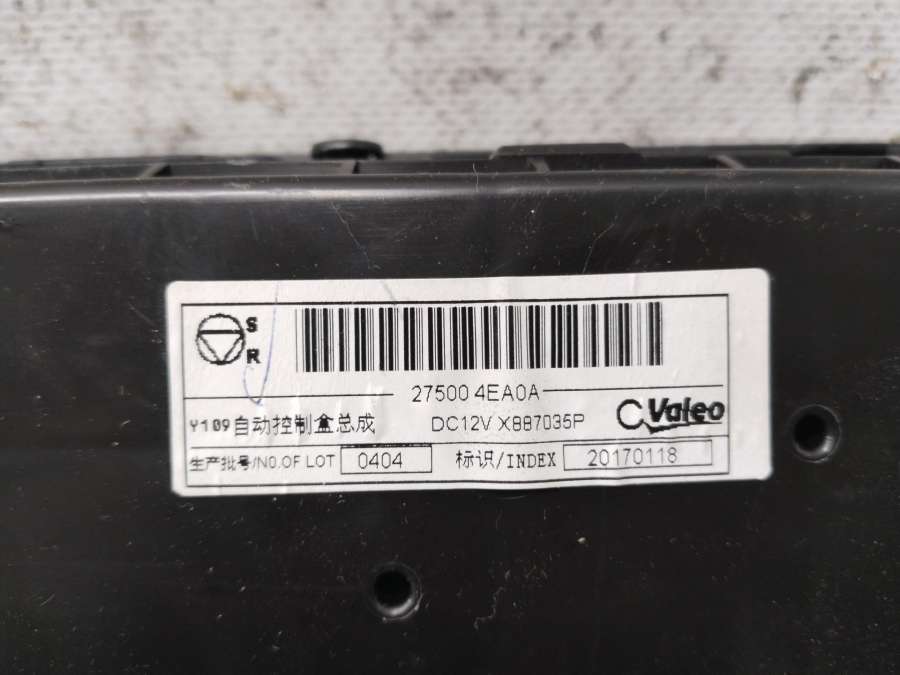 S
R
27500 4EA0A
Y109自动控制盒总成 DC12V X887035P Valeo
生产批号/NO.OF LOT 0404 标识/INDEX 20170118